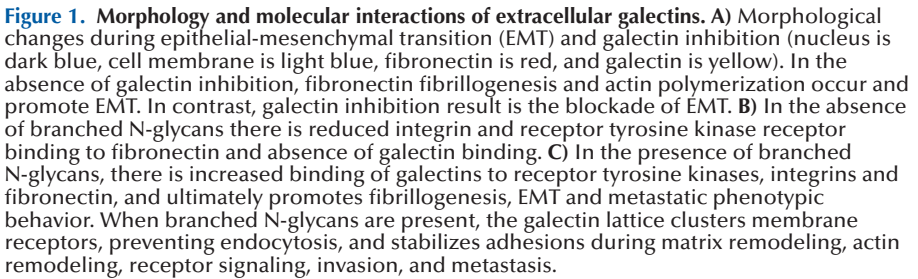 Figure 1. Morphology and molecular interactions of extracellular galectins. A) Morphological
changes during epithelial-mesenchymal transition (EMT) and galectin inhibition (nucleus is
dark blue, cell membrane is light blue, fibronectin is red, and galectin is yellow). In the
absence of galectin inhibition, fibronectin fibrillogenesis and actin polymerization occur and
promote EMT. In contrast, galectin inhibition result is the blockade of EMT. B) In the absence
of branched N-glycans there is reduced integrin and receptor tyrosine kinase receptor
binding to fibronectin and absence of galectin binding. C) In the presence of branched
N-glycans, there is increased binding of galectins to receptor tyrosine kinases, integrins and
fibronectin, and ultimately promotes fibrillogenesis, EMT and metastatic phenotypic
behavior. When branched N-glycans are present, the galectin lattice clusters membrane
receptors, preventing endocytosis, and stabilizes adhesions during matrix remodeling, actin
remodeling, receptor signaling, invasion, and metastasis.